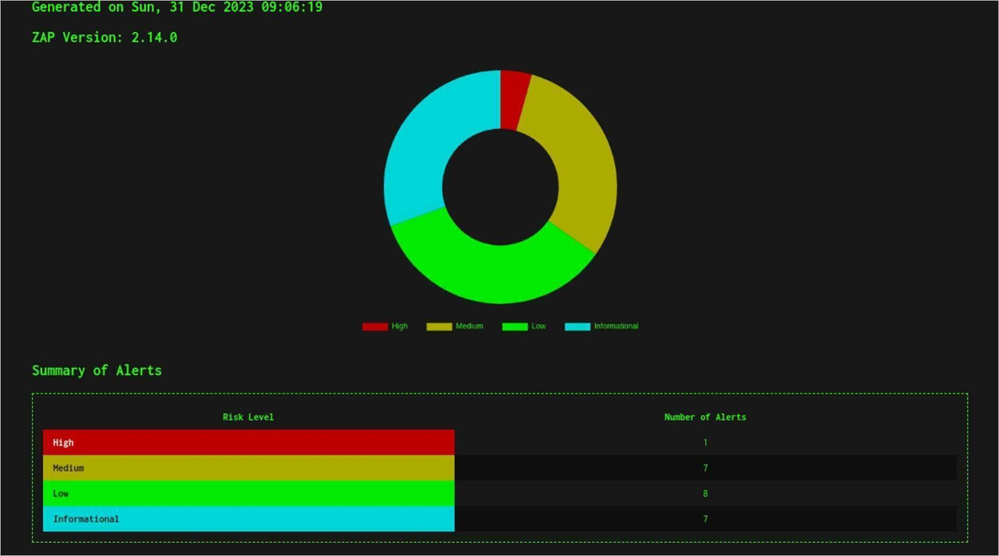 Generated on Sun, 31 Dec 2023 09:06:19
ZAP Version: 2.14.0
High Medium Low Informational
Summary of Alerts
Risk Level Number of Alerts
High 1
Medium 7
Low 8
Informational 7